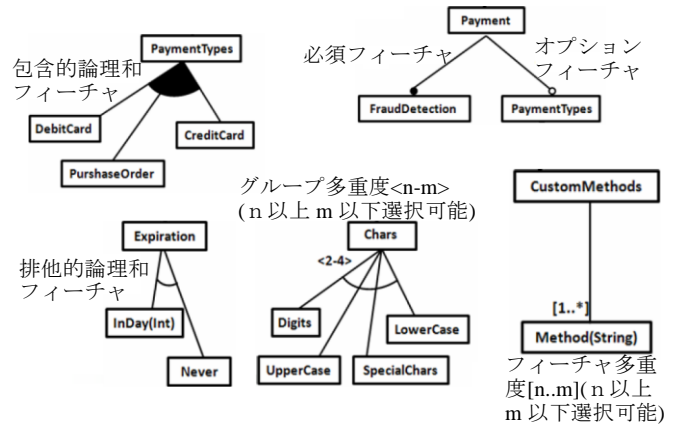 PaymentTypes
包含的論理和
フィーチャ
DebitCard
CreditCard
PurshaseOrder
Payment
必須フィーチャ
オプション
フィーチャ
FraudDetection
PaymentTypes
グループ多重度<n-m>
(ｎ以上 m 以下選択可能)
Expiration
排他的論理和
フィーチャ
InDay(Int)
Never
Chars
<2-4>
Digits
LowerCase
UpperCase
SpecialChars
CustomMethods
[1..*]
Method(String)
フィーチャ多重
度[n..m](ｎ以上
m 以下選択可能)